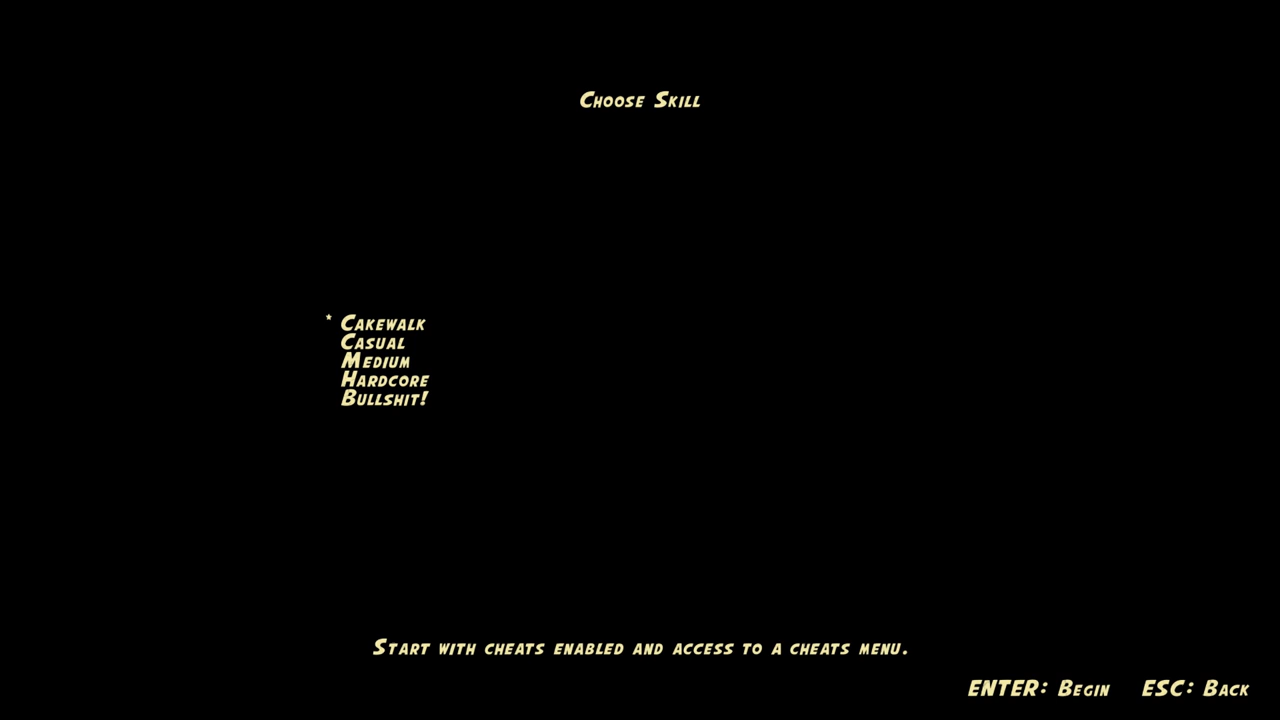 Choose Skill
* Cakewalk
Casual
Medium
Hardcore
Bullshit!
Start with cheats enabled and access to a cheats menu.
ENTER: Begin ESC: Back